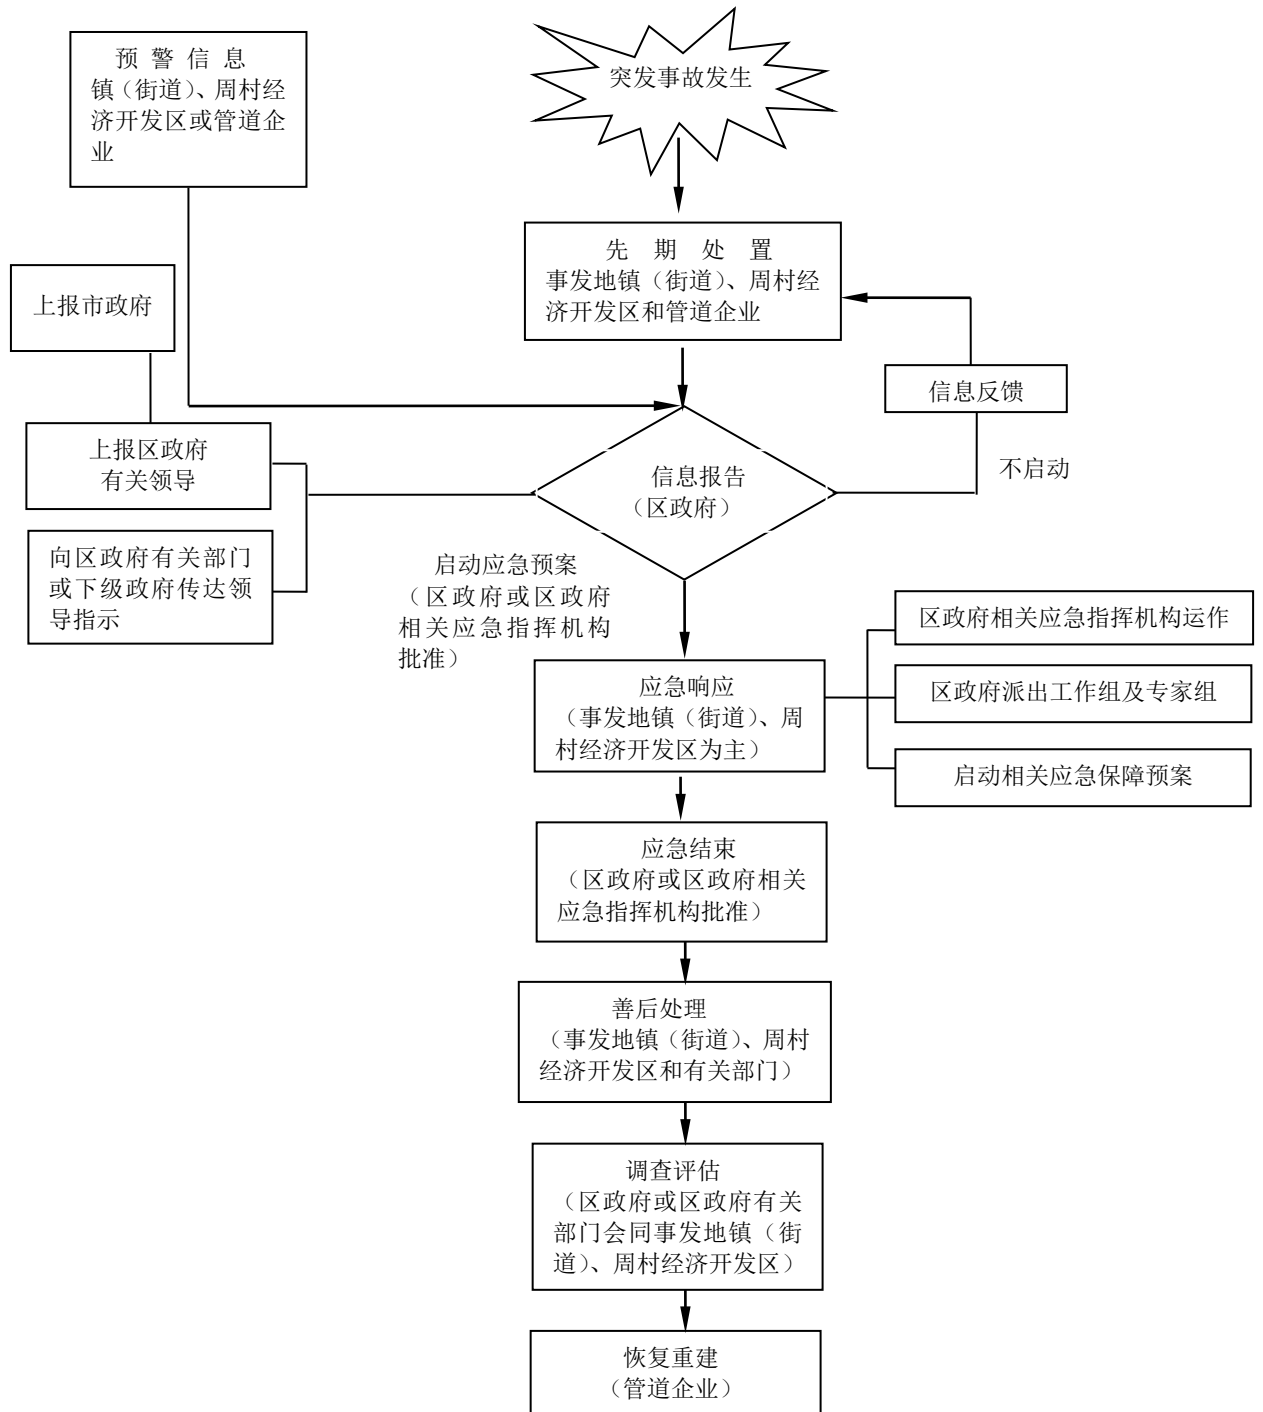 预 警 信 息
镇（街道）、周村经
济开发区或管道企
业
突发事故发生
先 期 处 置
事发地镇（街道）、周村经
济开发区和管道企业
上报市政府
信息反馈
上报区政府
有关领导
信息报告
（区政府）
不启动
向区政府有关部门
或下级政府传达领
导指示
启动应急预案
（区政府或区政府
相关应急指挥机构
批准）
区政府相关应急指挥机构运作
应急响应
（事发地镇（街道）、周
村经济开发区为主）
区政府派出工作组及专家组
启动相关应急保障预案
应急结束
（区政府或区政府相关
应急指挥机构批准）
善后处理
（事发地镇（街道）、周村
经济开发区和有关部门）
调查评估
（区政府或区政府有关
部门会同事发地镇（街
道）、周村经济开发区）
恢复重建
（管道企业）